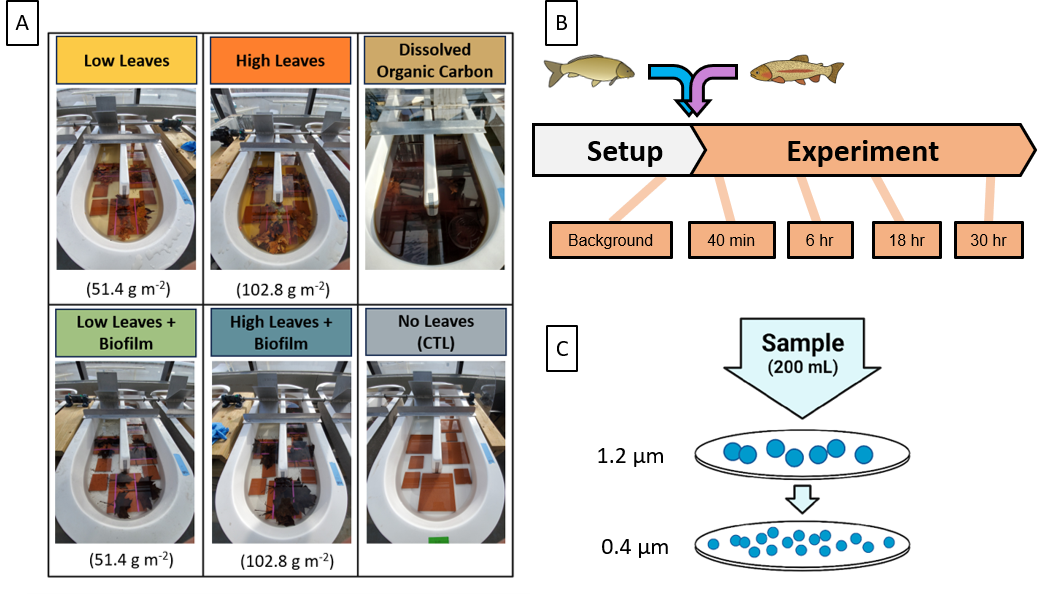 A
Low Leaves
High Leaves
Dissolved
Organic Carbon
(51.4 g m-2)
(102.8 g m-2)
Low Leaves +
Biofilm
High Leaves +
Biofilm
No Leaves
(CTL)
(51.4 g m-2)
(102.8 g m-2)
B
Setup
Experiment
Background
40 min
6 hr
18 hr
30 hr
C
Sample
(200 mL)
1.2 µm
0.4 µm